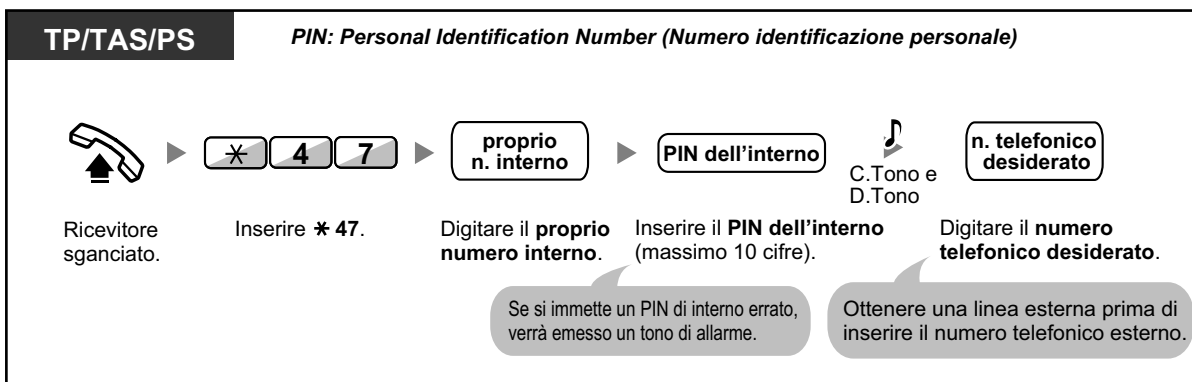 TP/TAS/PS
PIN: Personal Identification Number (Numero identificazione personale)
* 4 7
proprio
n. interno
PIN dell'interno
C.Tono e
D.Tono
n. telefonico
desiderato
Ricevitore
sganciato.
Inserire * 47.
Digitare il proprio
numero interno.
Inserire il PIN dell'interno
(massimo 10 cifre).
Digitare il numero
telefonico desiderato.
Se si immette un PIN di interno errato,
verrà emesso un tono di allarme.
Ottenere una linea esterna prima di
inserire il numero telefonico esterno.